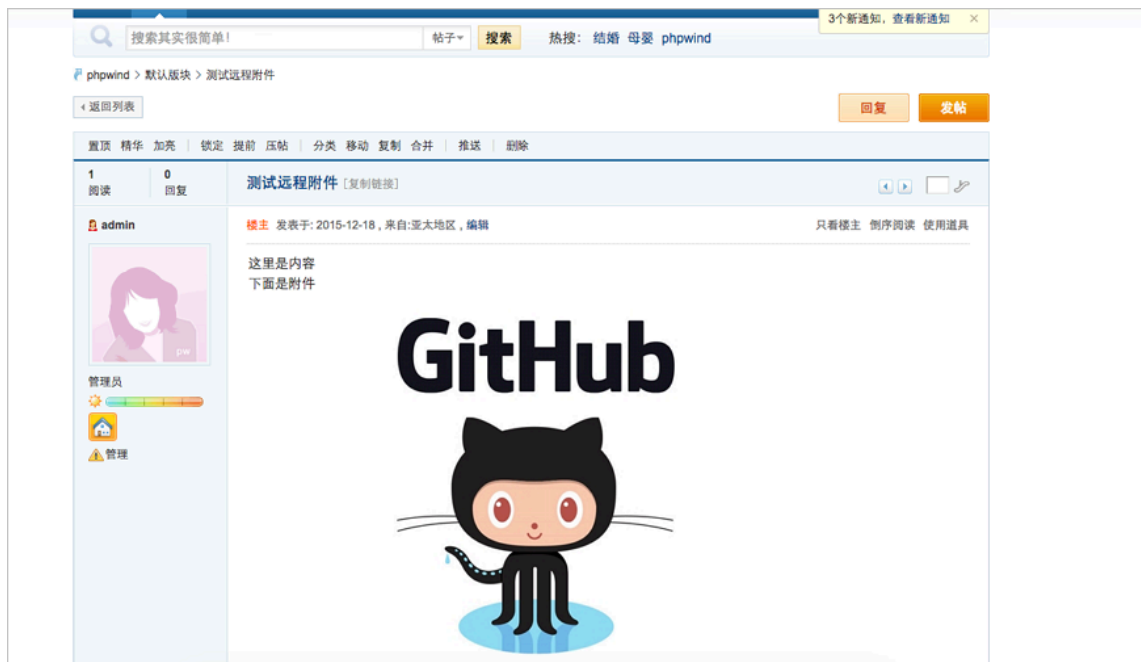 3个新通知，查看新通知 ×
搜索其实很简单！ 帖子 搜索 热搜： 结婚 母婴 phpwind
phpwind > 默认版块 > 测试远程附件
返回列表 回复 发帖
置顶 精华 加亮 | 锁定 提前 压帖 | 分类 移动 复制 合并 | 推送 | 删除
1 0
阅读 回复 测试远程附件 [复制链接]
admin 楼主 发表于: 2015-12-18 , 来自:亚太地区 , 编辑 只看楼主 倒序阅读 使用道具
这里是内容
下面是附件
GitHub
pw
管理员
管理